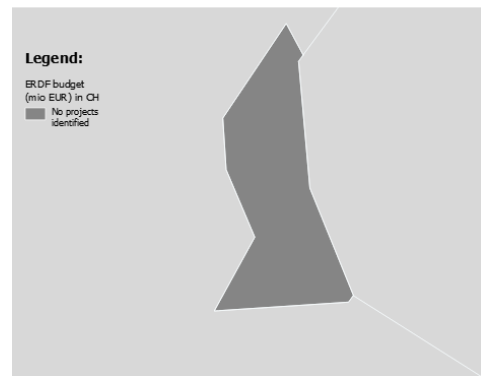 Legend:
ERDF budget
(mio EUR) in CH
No projects
identified